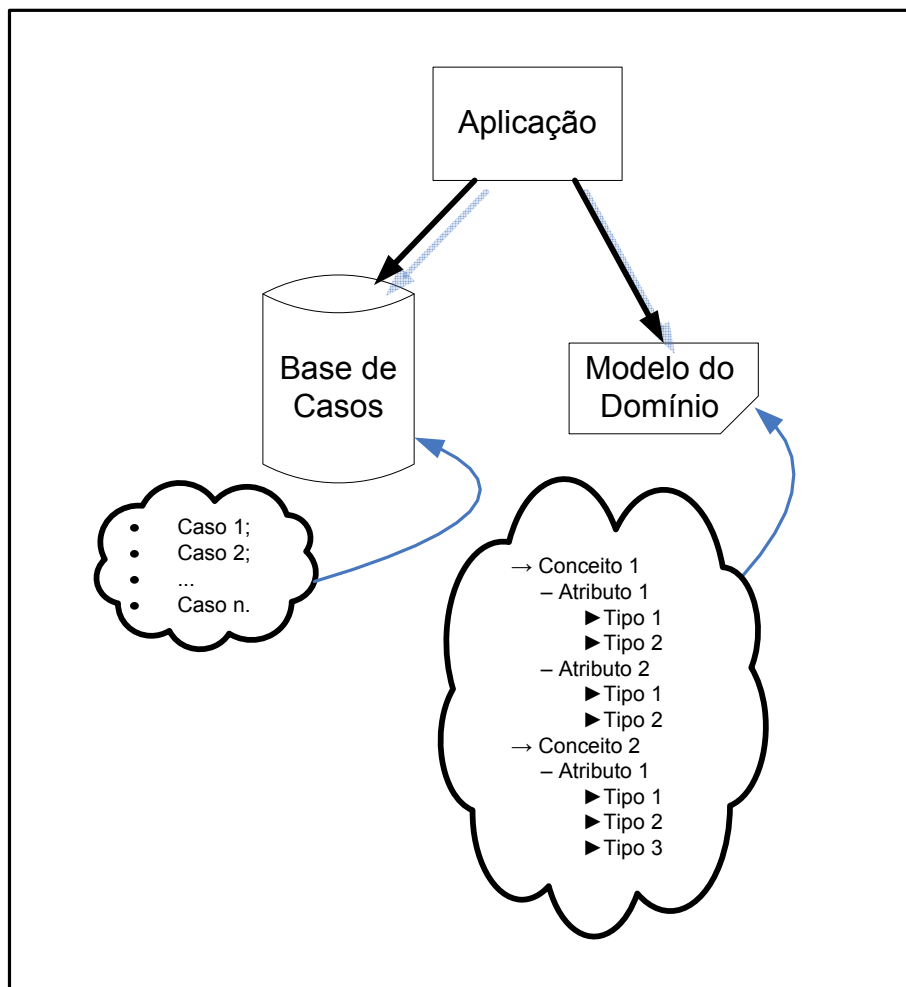 Aplicação
Base de
Casos
Modelo do
Domínio
• Caso 1;
• Caso 2;
• ...
• Caso n.
→ Conceito 1
– Atributo 1
►Tipo 1
►Tipo 2
– Atributo 2
►Tipo 1
►Tipo 2
→ Conceito 2
– Atributo 1
►Tipo 1
►Tipo 2
►Tipo 3